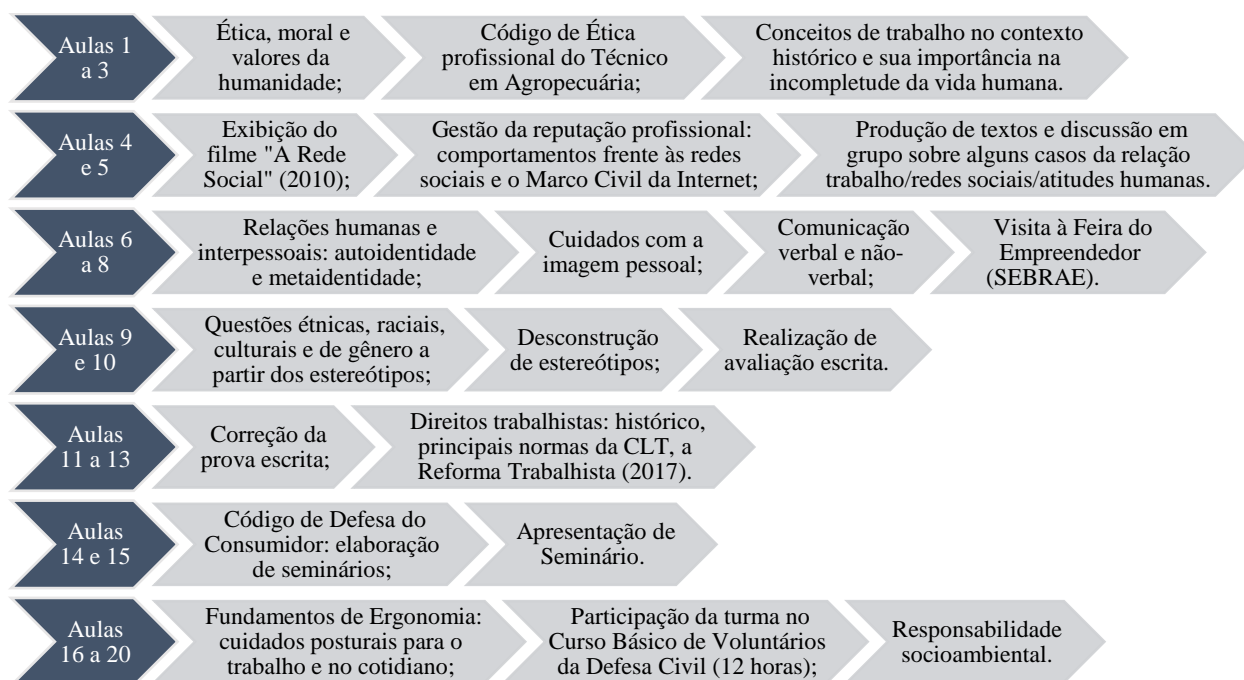 Aulas 1
a 3
Ética, moral e
valores da
humanidade;
Código de Ética
profissional do Técnico
em Agropecuária;
Conceitos de trabalho no contexto
histórico e sua importância na
incompletude da vida humana.
Aulas 4
e 5
Exibição do
filme "A Rede
Social" (2010);
Gestão da reputação profissional:
comportamentos frente às redes
sociais e o Marco Civil da Internet;
Produção de textos e discussão em
grupo sobre alguns casos da relação
trabalho/redes sociais/atitudes humanas.
Aulas 6
a 8
Relações humanas e
interpessoais: autoidentidade
e metaidentidade;
Cuidados com a
imagem pessoal;
Comunicação
verbal e não-
verbal;
Visita à Feira do
Empreendedor
(SEBRAE).
Aulas 9
e 10
Questões étnicas, raciais,
culturais e de gênero a
partir dos estereótipos;
Desconstrução
de estereótipos;
Realização de
avaliação escrita.
Aulas
11 a 13
Correção da
prova escrita;
Direitos trabalhistas: histórico,
principais normas da CLT, a
Reforma Trabalhista (2017).
Aulas
14 e 15
Código de Defesa do
Consumidor: elaboração
de seminários;
Apresentação de
Seminário.
Aulas
16 a 20
Fundamentos de Ergonomia:
cuidados posturais para o
trabalho e no cotidiano;
Participação da turma no
Curso Básico de Voluntários
da Defesa Civil (12 horas);
Responsabilidade
socioambiental.